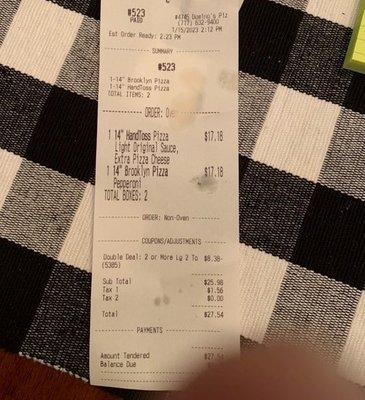 #523
PAID
#4785 Domino's Piz
(717) 632-9400
7/15/2023 2:12 PM
Est Order Ready: 2:23 PM
SUMMARY
#523
1-14" Brooklyn Pizza
1-14" HandToss Pizza
TOTAL ITEMS: 2
ORDER: Oven
1 14" HandToss Pizza $17.18
Light Original Sauce,
Extra Pizza Cheese
1 14" Brooklyn Pizza $17.18
Pepperoni
TOTAL BOXES: 2
ORDER: Non-Oven
COUPONS/ADJUSTMENTS
Double Deal: 2 or More Lg 2 To $8.38-
(5385)
Sub Total $25.98
Tax 1 $1.56
Tax 2 $0.00
Total $27.54
PAYMENTS
Amount Tendered $27.54
Balance Due